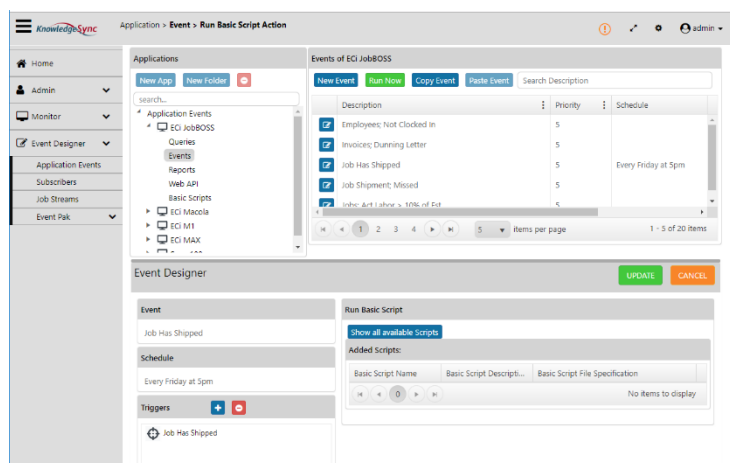 KnowledgeSync
Application > Event > Run Basic Script Action
admin
Home
Admin
Monitor
Event Designer
Application Events
Subscribers
Job Streams
Event Pak
Applications
New App New Folder
search...
Application Events
ECi JobBOSS
Queries
Events
Reports
Web API
Basic Scripts
ECi Macola
ECi M1
ECi MAX
Events of ECi JobBOSS
New Event Run Now Copy Event Paste Event Search Description
Description Priority Schedule
Employees; Not Clocked In 5
Invoices; Dunning Letter 5
Job Has Shipped 5 Every Friday at 5pm
Job Shipment; Missed 5
Jobs: Act Labor > 10% of Est 5
1 2 3 4 5 items per page 1 - 5 of 20 items
Event Designer
UPDATE CANCEL
Event
Job Has Shipped
Schedule
Every Friday at 5pm
Triggers
Job Has Shipped
Run Basic Script
Show all available Scripts
Added Scripts:
Basic Script Name Basic Script Descripti... Basic Script File Specification
0 No items to display